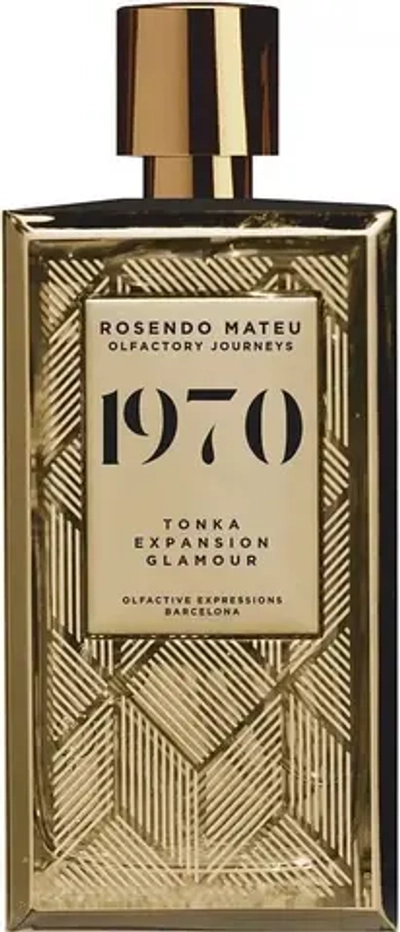 ROSENDO MATEU
OLFACTORY JOURNEYS
1970
TONKA
EXPANSION
GLAMOUR
OLFACTIVE EXPRESSIONS
BARCELONA